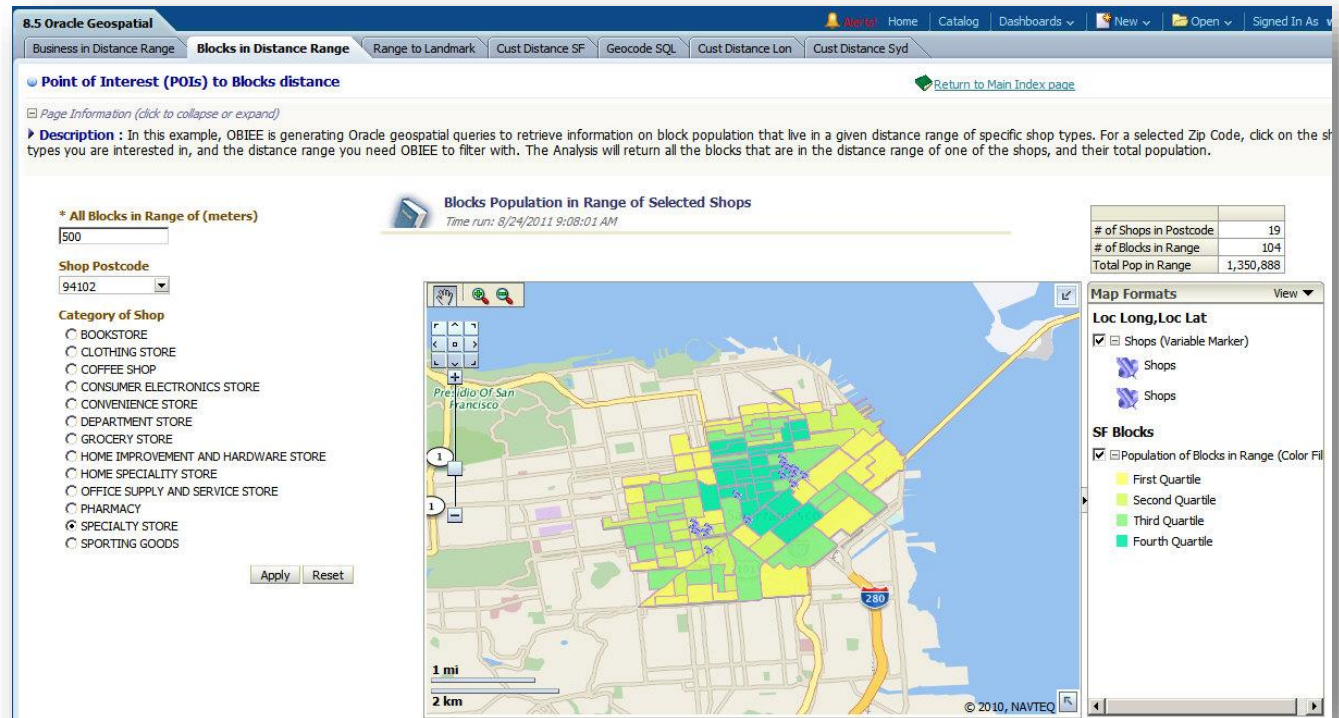 8.5 Oracle Geospatial
Alerts! Home Catalog Dashboards New Open Signed In As
Business in Distance Range Blocks in Distance Range Range to Landmark Cust Distance SF Geocode SQL Cust Distance Lon Cust Distance Syd
Point of Interest (POIs) to Blocks distance
Return to Main Index page
Page Information (click to collapse or expand)
Description : In this example, OBIEE is generating Oracle geospatial queries to retrieve information on block population that live in a given distance range of specific shop types. For a selected Zip Code, click on the sh
types you are interested in, and the distance range you need OBIEE to filter with. The Analysis will return all the blocks that are in the distance range of one of the shops, and their total population.
* All Blocks in Range of (meters)
500
Shop Postcode
94102
Category of Shop
BOOKSTORE
CLOTHING STORE
COFFEE SHOP
CONSUMER ELECTRONICS STORE
CONVENIENCE STORE
DEPARTMENT STORE
GROCERY STORE
HOME IMPROVEMENT AND HARDWARE STORE
HOME SPECIALITY STORE
OFFICE SUPPLY AND SERVICE STORE
PHARMACY
SPECIALTY STORE
SPORTING GOODS
Apply Reset
Blocks Population in Range of Selected Shops
Time run: 8/24/2011 9:08:01 AM
# of Shops in Postcode 19
# of Blocks in Range 104
Total Pop in Range 1,350,888
Presidio Of San
Francisco
1
1
280
1 mi
2 km
© 2010, NAVTEQ
Map Formats View
Loc Long,Loc Lat
Shops (Variable Marker)
Shops
Shops
SF Blocks
Population of Blocks in Range (Color Fil
First Quartile
Second Quartile
Third Quartile
Fourth Quartile